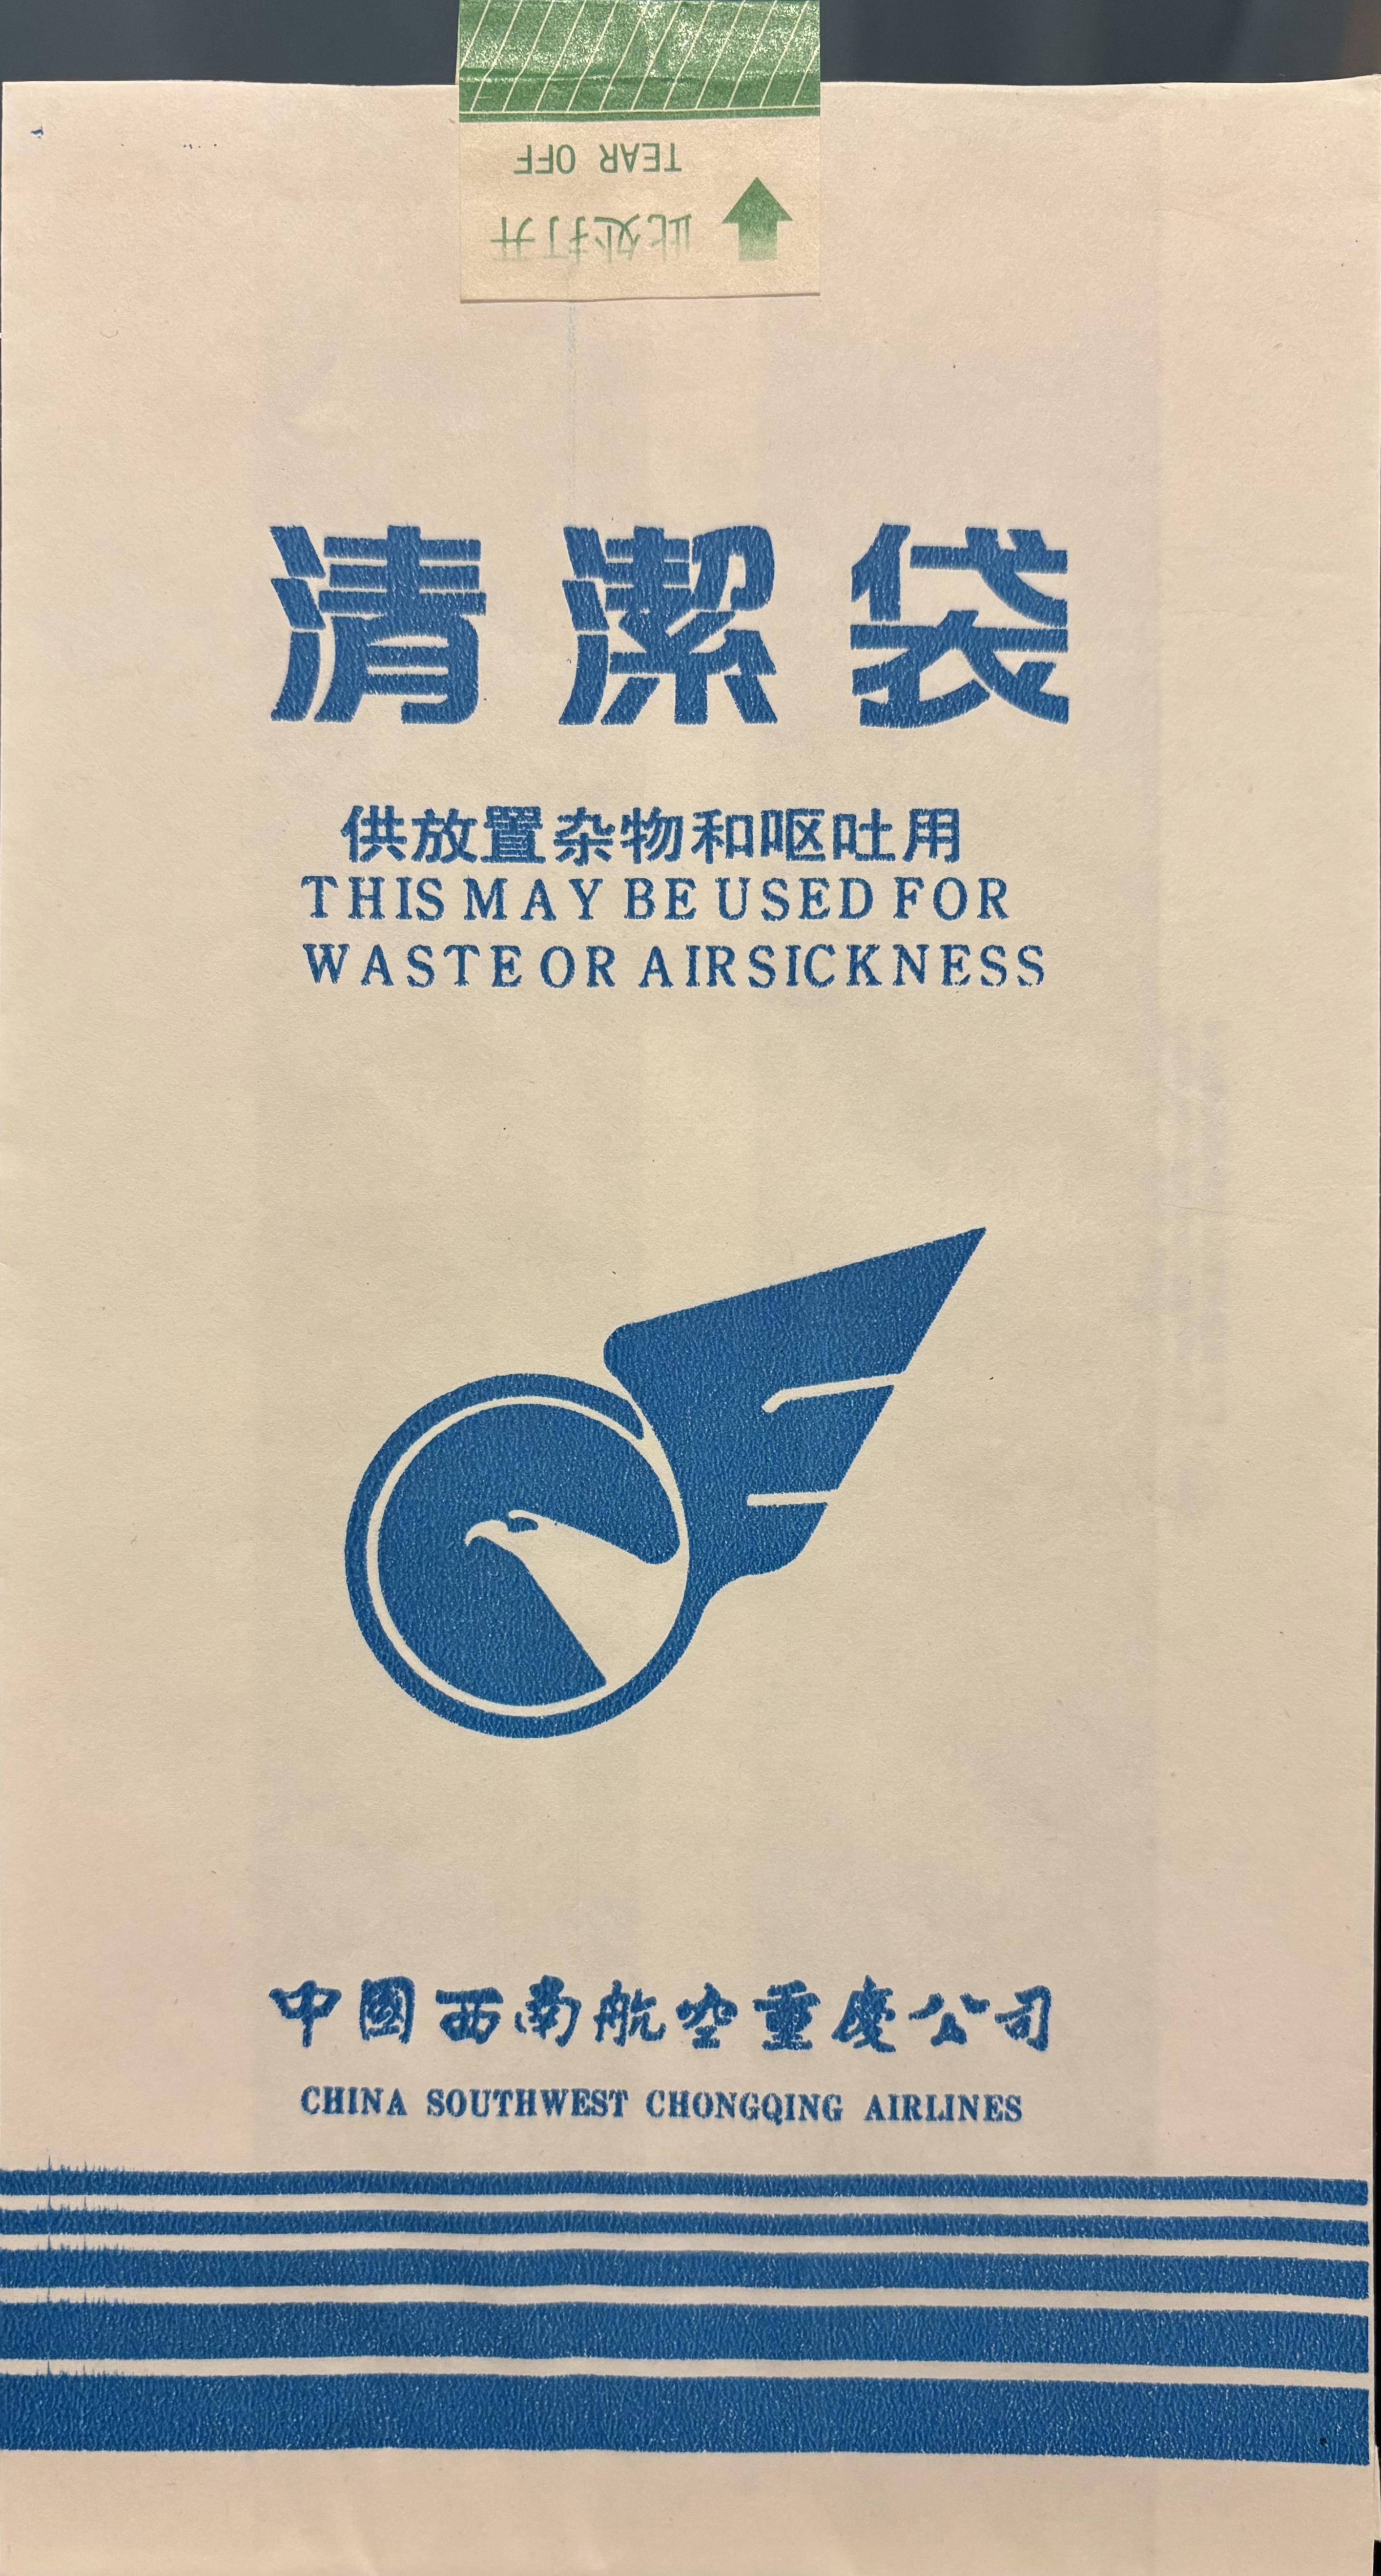 TEAR OFF
此处打开
清潔袋
供放置杂物和呕吐用
THIS MAY BE USED FOR
WASTE OR AIRSICKNESS
中國西南航空重慶公司
CHINA SOUTHWEST CHONGQING AIRLINES